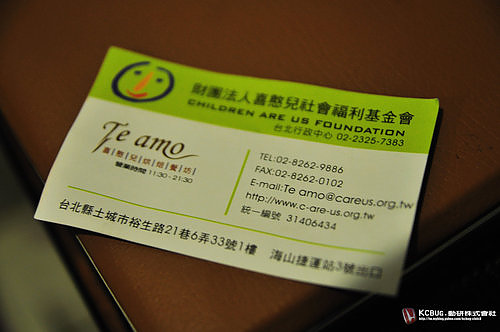 財團法人喜憨兒社會福利基金會
CHILDREN ARE US FOUNDATION
台北行政中心 02-2325-7383
Te amo
喜|憨|兒|烘|焙|餐|坊|
營業時間 11:30-21:30
TEL:02-8262-9886
FAX:02-8262-0102
E-mail:Te amo@careus.org.tw
http://www.c-are-us.org.tw
統一編號 31406434
台北縣土城市裕生路21巷6弄33號1樓 海山捷運站3號出口
KCBUG.動研株式會社